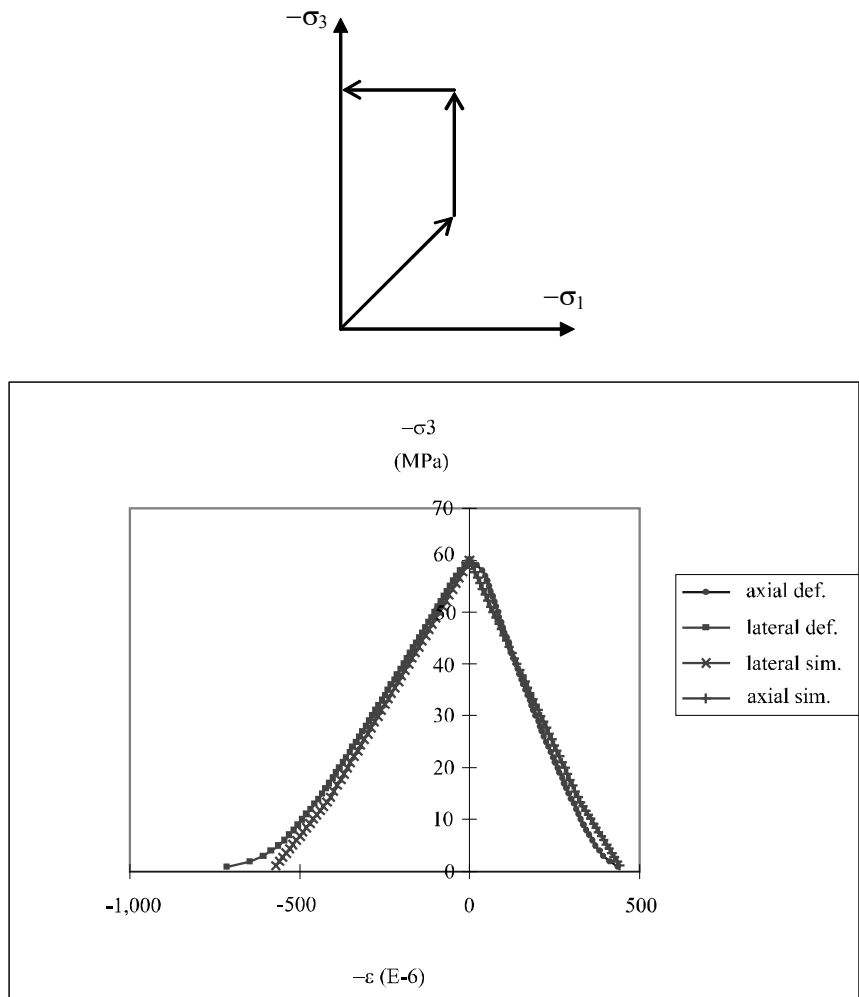 −σ₃
−σ₁
−σ3
(MPa)
70
60
50
40
30
20
10
0
-1,000
-500
0
500
−ε (E-6)
axial def.
lateral def.
lateral sim.
axial sim.